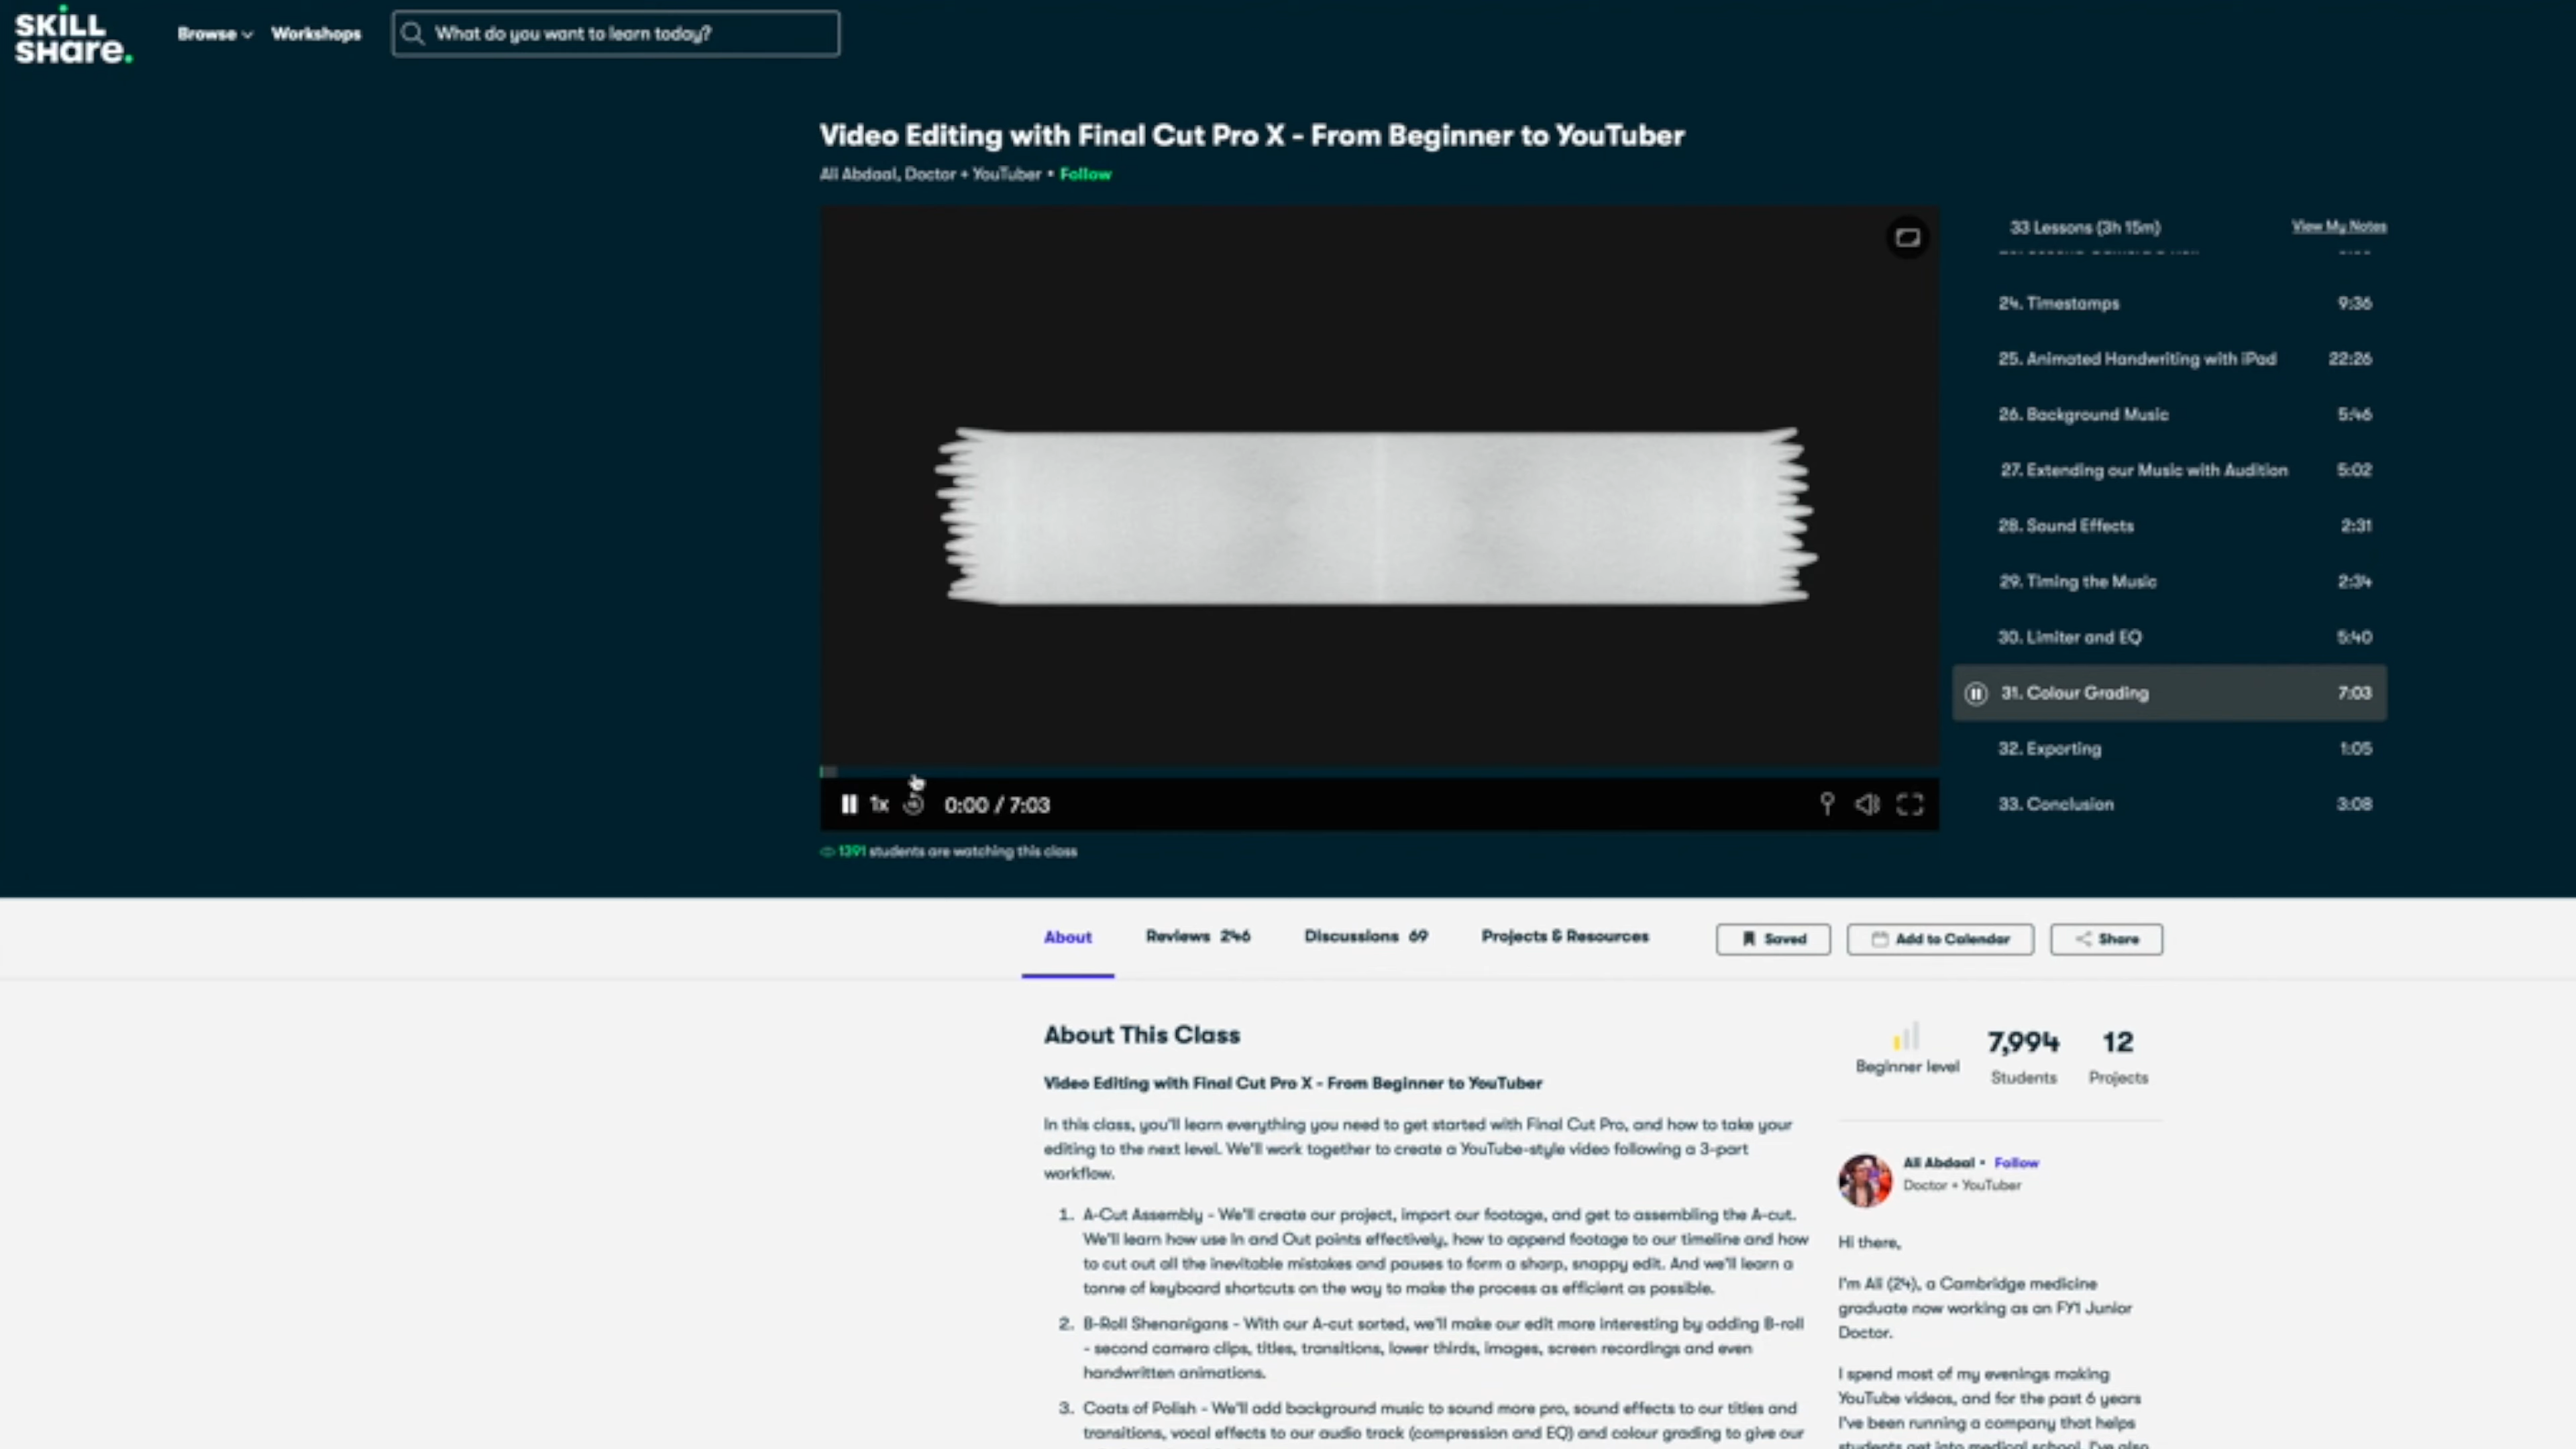 SKILL
SHare.
Browse
Workshops
What do you want to learn today?
Video Editing with Final Cut Pro X - From Beginner to YouTuber
Ali Abdaal, Doctor + YouTuber • Follow
33 Lessons (3h 15m)
View My Notes
24. Timestamps 9:36
25. Animated Handwriting with iPad 22:26
26. Background Music 5:46
27. Extending our Music with Audition 5:02
28. Sound Effects 2:31
29. Timing the Music 2:34
30. Limiter and EQ 5:40
31. Colour Grading 7:03
32. Exporting 1:05
33. Conclusion 3:08
1x
0:00 / 7:03
1391 students are watching this class
About
Reviews 246
Discussions 69
Projects & Resources
Saved
Add to Calendar
Share
About This Class
Video Editing with Final Cut Pro X - From Beginner to YouTuber
In this class, you'll learn everything you need to get started with Final Cut Pro, and how to take your
editing to the next level. We'll work together to create a YouTube-style video following a 3-part
workflow.
1. A-Cut Assembly - We'll create our project, import our footage, and get to assembling the A-cut.
We'll learn how use In and Out points effectively, how to append footage to our timeline and how
to cut out all the inevitable mistakes and pauses to form a sharp, snappy edit. And we'll learn a
tonne of keyboard shortcuts on the way to make the process as efficient as possible.
2. B-Roll Shenanigans - With our A-cut sorted, we'll make our edit more interesting by adding B-roll
- second camera clips, titles, transitions, lower thirds, images, screen recordings and even
handwritten animations.
3. Coats of Polish - We'll add background music to sound more pro, sound effects to our titles and
transitions, vocal effects to our audio track (compression and EQ) and colour grading to give our
Beginner level
7,994
Students
12
Projects
Ali Abdaal • Follow
Doctor + YouTuber
Hi there,
I'm Ali (24), a Cambridge medicine
graduate now working as an FY1 Junior
Doctor.
I spend most of my evenings making
YouTube videos, and for the past 6 years
I've been running a company that helps
students get into medical school. I've also